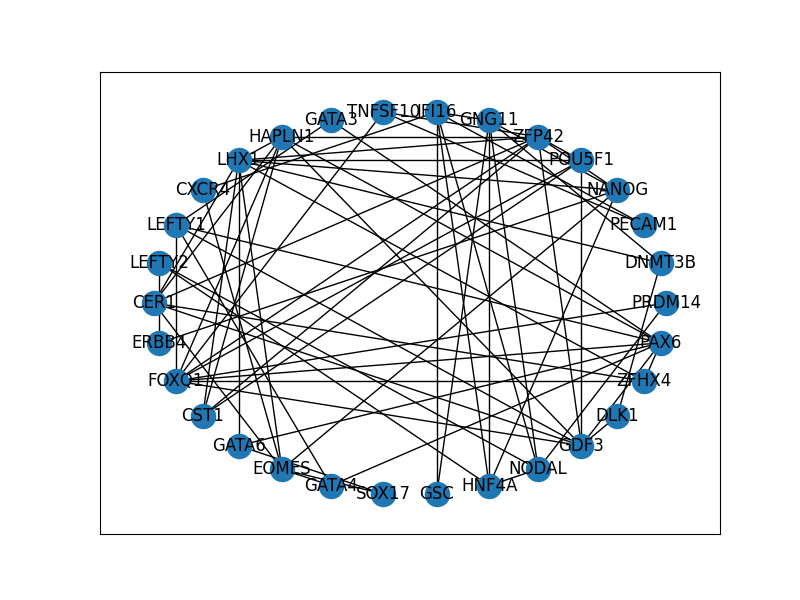 TNFSF10
IFI16
GATA3
GNG11
HAPLN1
ZFP42
LHX1
POU5F1
CXCR4
NANOG
LEFTY1
PECAM1
LEFTY2
DNMT3B
CER1
PRDM14
ERBB4
PAX6
FOXQ1
ZFHX4
CST1
DLK1
GATA6
GDF3
EOMES
NODAL
GATA4
HNF4A
SOX17
GSC